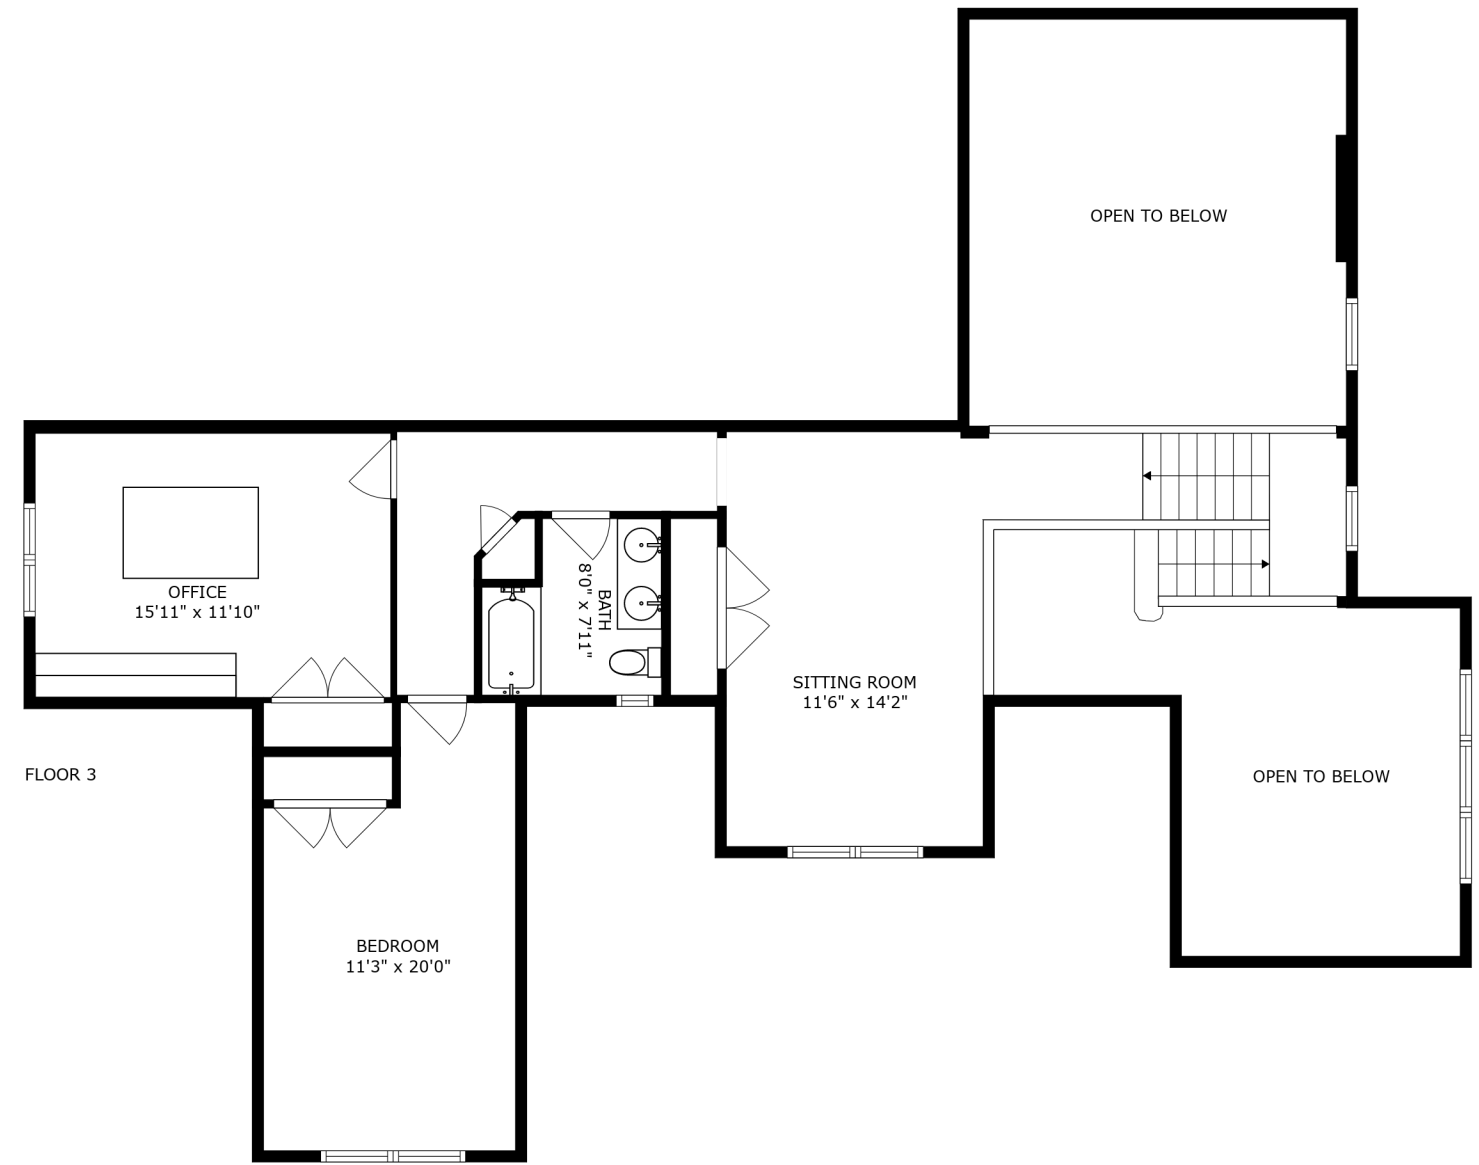 OPEN TO BELOW
OFFICE
15'11" x 11'10"
BATH
8'0" x 7'11"
SITTING ROOM
11'6" x 14'2"
FLOOR 3
OPEN TO BELOW
BEDROOM
11'3" x 20'0"